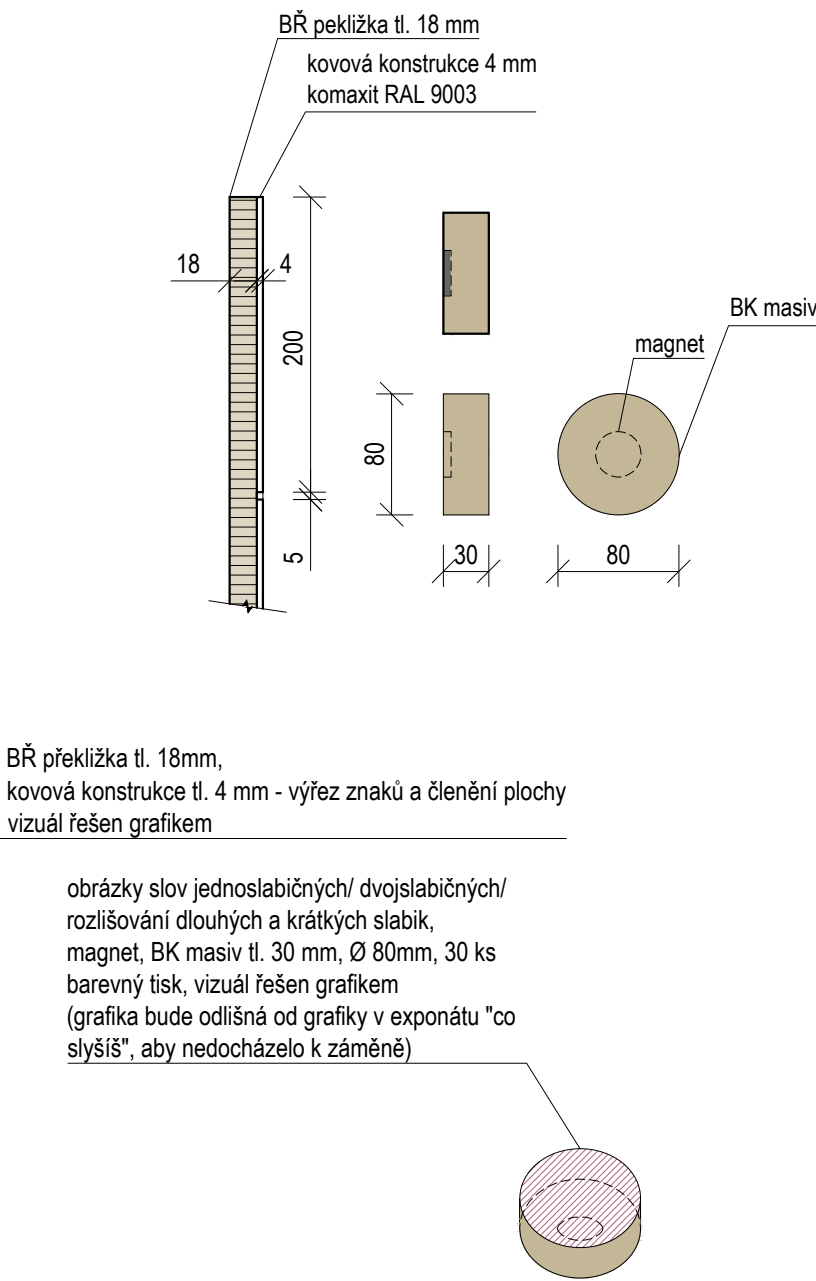 BŘ pekližka tl. 18 mm
kovová konstrukce 4 mm
komaxit RAL 9003
18
4
200
5
80
30
magnet
BK masiv
80
BŘ překližka tl. 18mm,
kovová konstrukce tl. 4 mm - výřez znaků a členění plochy
vizuál řešen grafikem
obrázky slov jednoslabičných/ dvojslabičných/
rozlišování dlouhých a krátkých slabik,
magnet, BK masiv tl. 30 mm, Ø 80mm, 30 ks
barevný tisk, vizuál řešen grafikem
(grafika bude odlišná od grafiky v exponátu "co
slyšíš", aby nedocházelo k záměně)